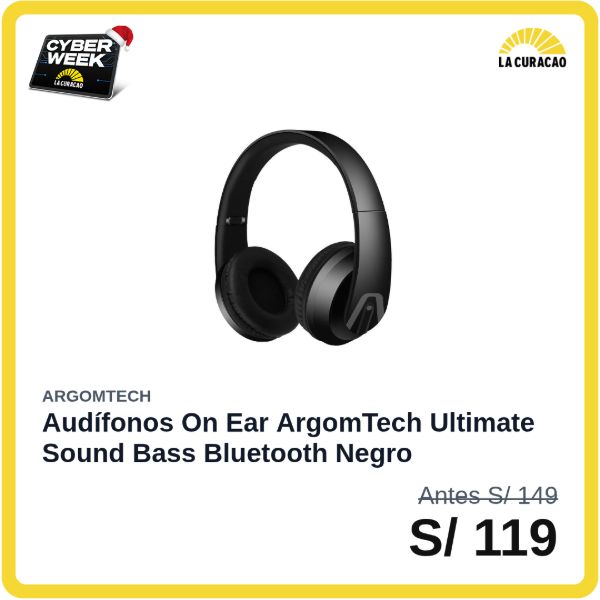 CYBER
WEEK
LA CURACAO
LA CURACAO
ARGOMTECH
Audífonos On Ear ArgomTech Ultimate
Sound Bass Bluetooth Negro
Antes S/ 149
S/ 119